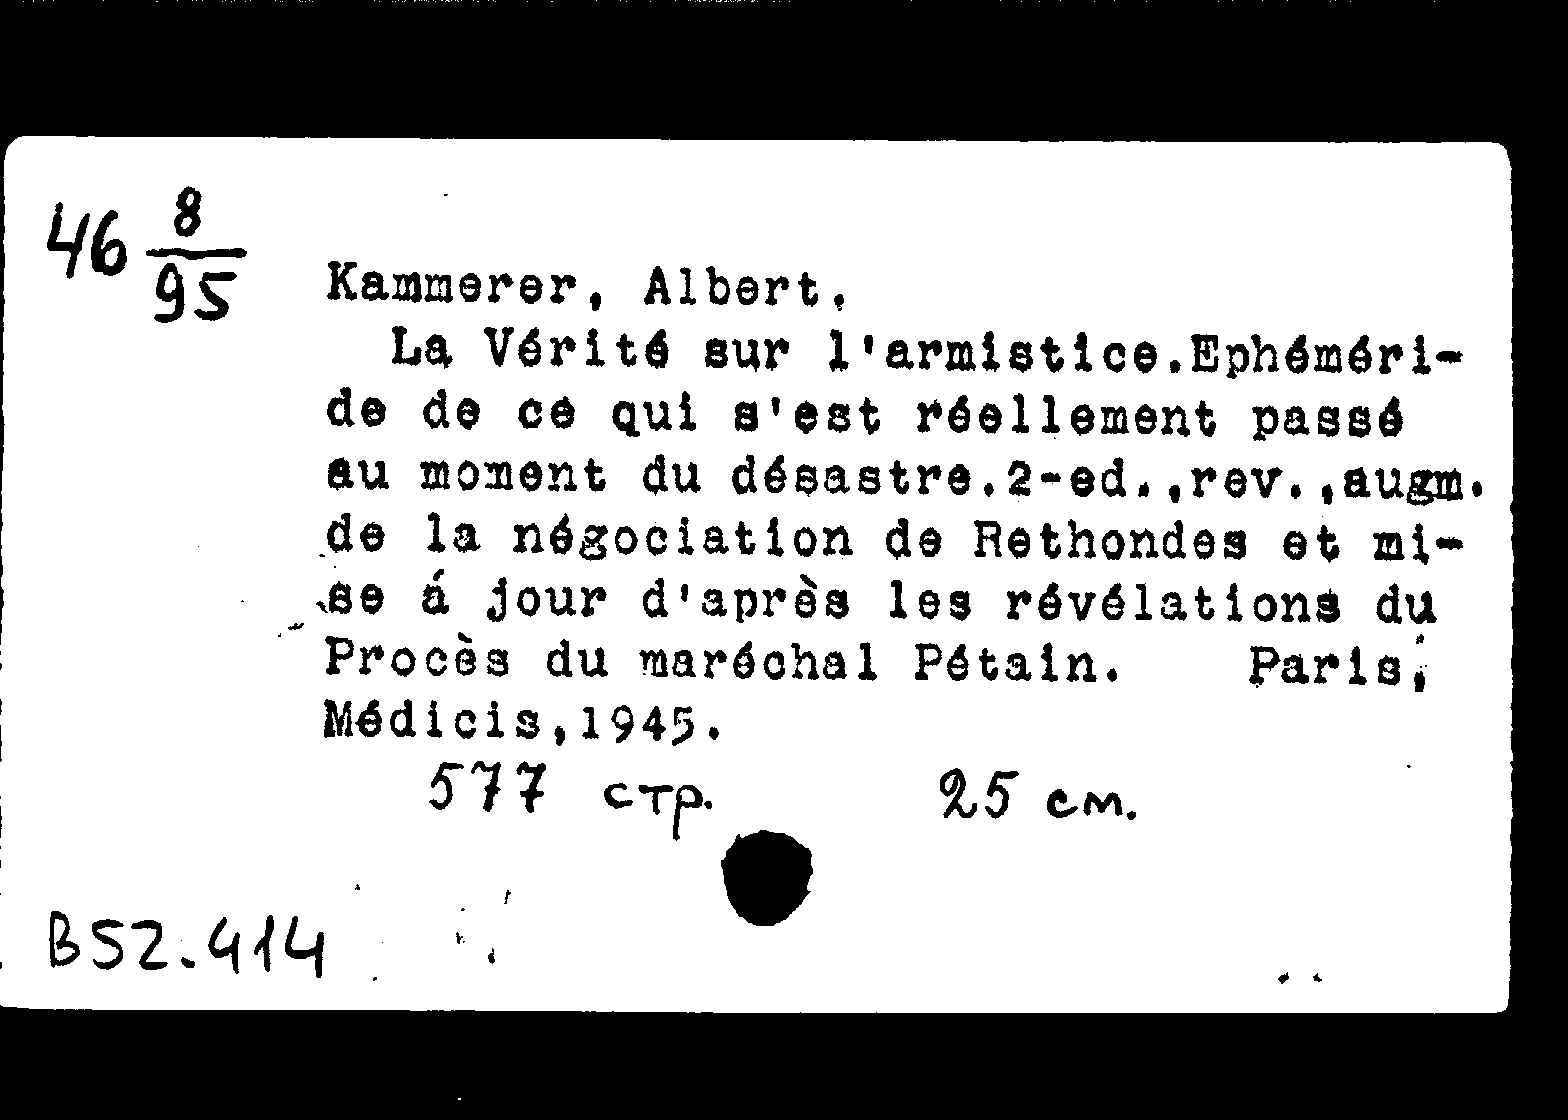 46 8/95
Kammerer, Albert.
La Vérité sur l'armistice.Ephéméri-
de de ce qui s'est réellement passé
au moment du désastre.2-ed.,rev.,augm.
de la négociation de Rethondes et mi-
se á jour d'après les révélations du
Procès du maréchal Pétain. Paris,
Médicis,1945.
577 стр. 25 см.
B52.414